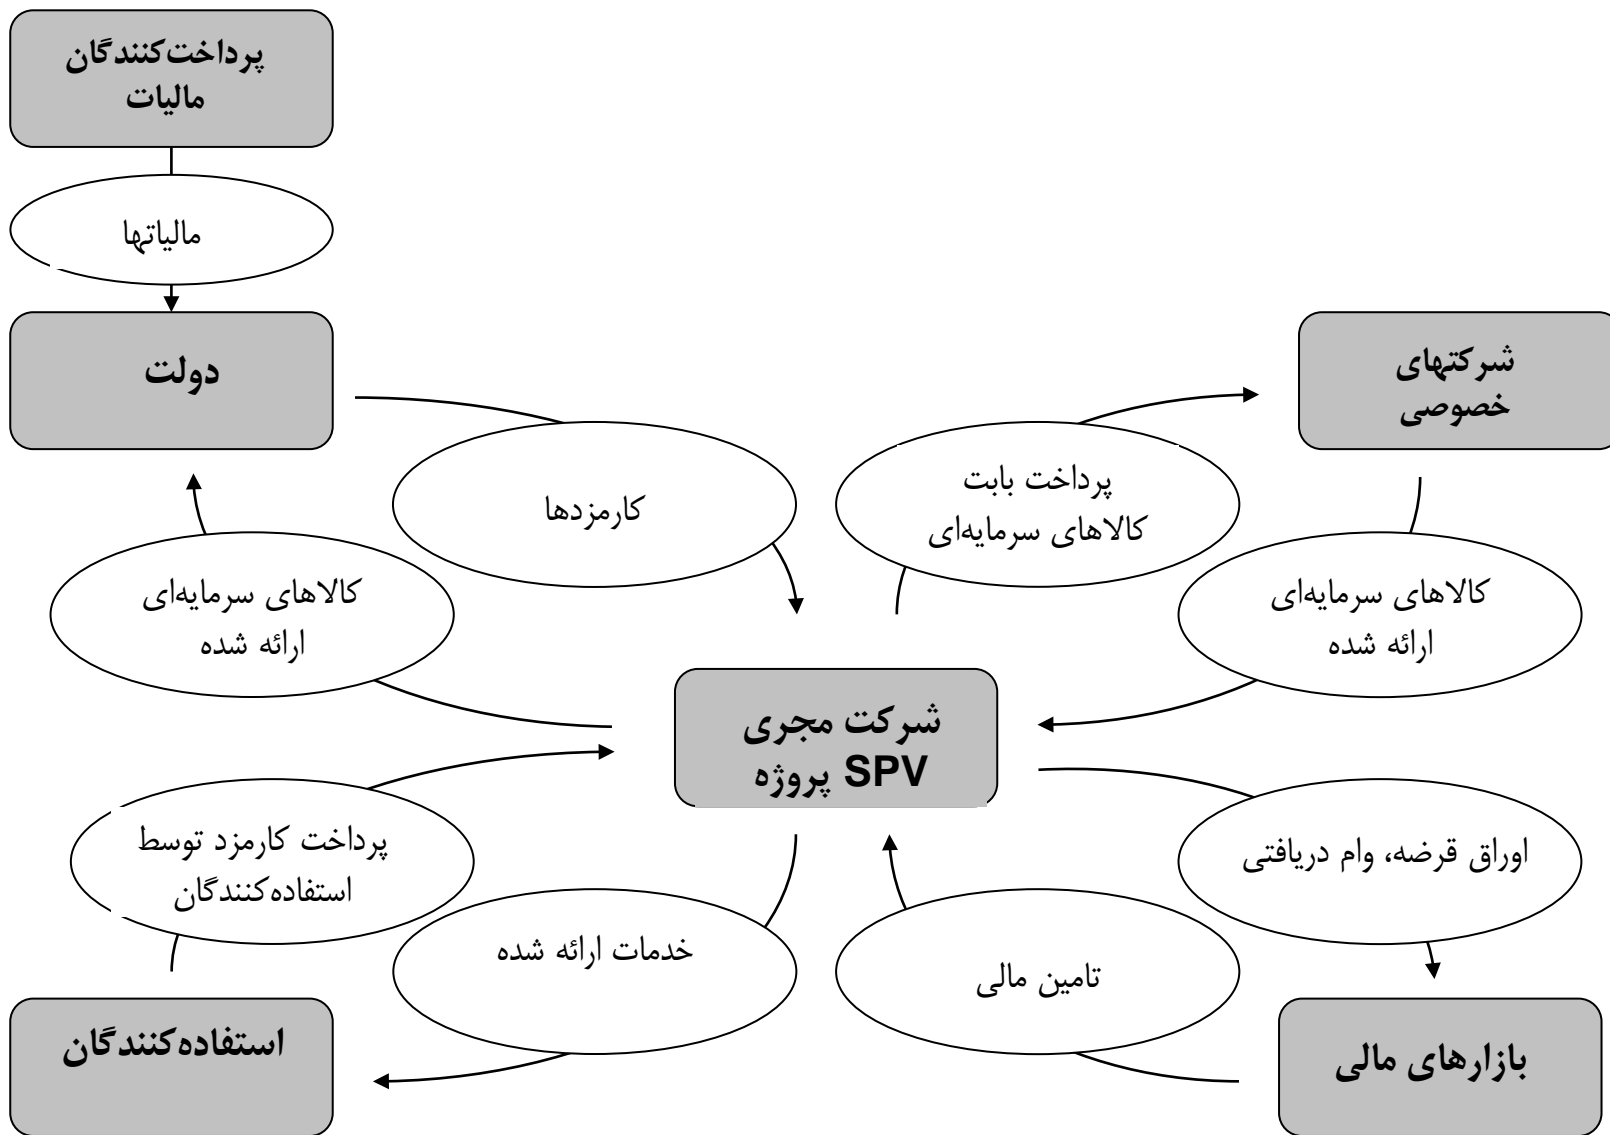 پرداخت‌کنندگان
مالیات
مالیاتها
دولت
شرکتهای
خصوصی
کارمزدها
پرداخت بابت
کالاهای سرمایه‌ای
کالاهای سرمایه‌ای
ارائه شده
کالاهای سرمایه‌ای
ارائه شده
شرکت مجری
پروژه SPV
پرداخت کارمزد توسط
استفاده‌کنندگان
اوراق قرضه، وام دریافتی
خدمات ارائه شده
تامین مالی
استفاده‌کنندگان
بازارهای مالی